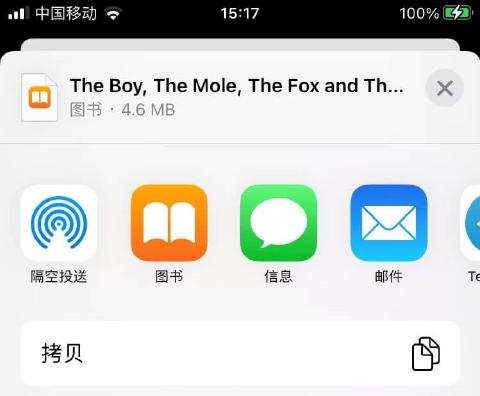 中国移动
15:17
100%
The Boy, The Mole, The Fox and Th...
图书 · 4.6 MB
隔空投送
图书
信息
邮件
Te
拷贝